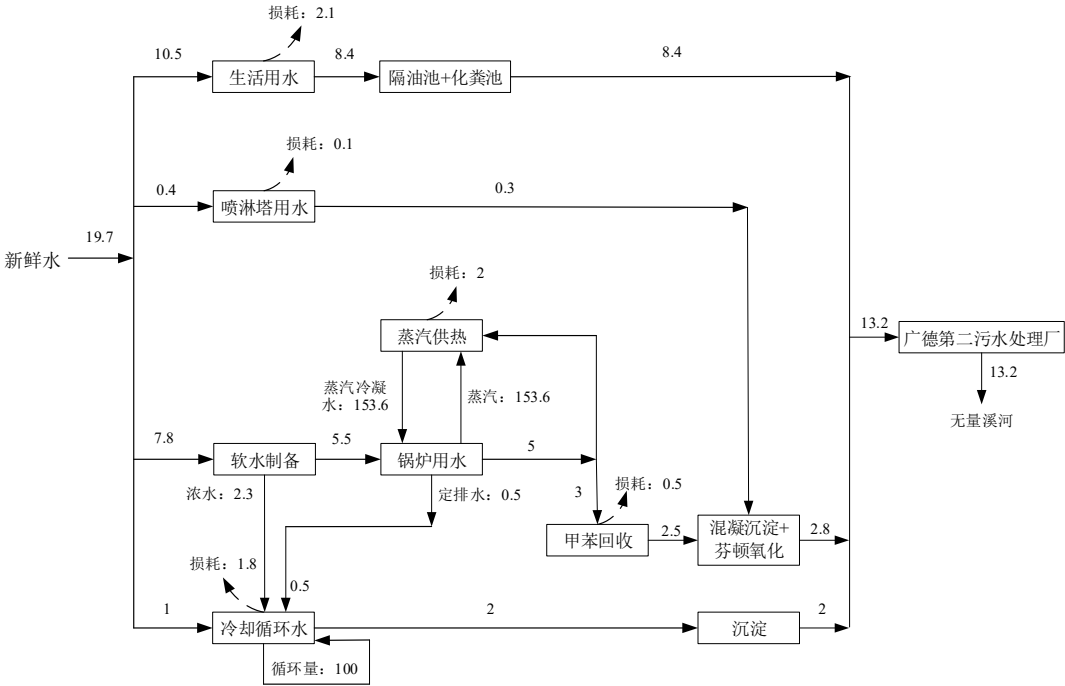 损耗：2.1
10.5
生活用水
8.4
隔油池+化粪池
8.4
损耗：0.1
0.4
喷淋塔用水
0.3
新鲜水
19.7
损耗：2
蒸汽供热
13.2
广德第二污水处理厂
13.2
无量溪河
蒸汽冷凝
水：153.6
蒸汽：153.6
7.8
软水制备
5.5
锅炉用水
5
浓水：2.3
定排水：0.5
3
损耗：0.5
甲苯回收
2.5
混凝沉淀+
芬顿氧化
2.8
损耗：1.8
0.5
1
冷却循环水
2
沉淀
2
循环量：100